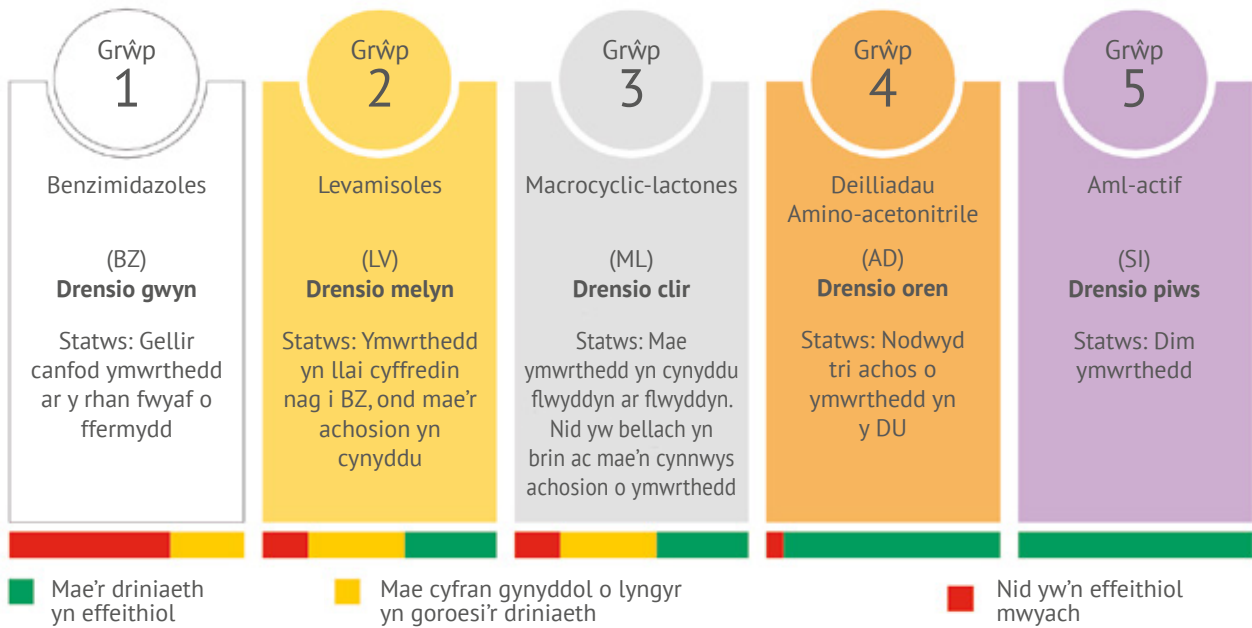 Grŵp
1
Benzimidazoles
(BZ)
Drensio gwyn
Statws: Gellir
canfod ymwrthedd
ar y rhan fwyaf o
ffermydd
Grŵp
2
Levamisoles
(LV)
Drensio melyn
Statws: Ymwrthedd
yn llai cyffredin
nag i BZ, ond mae'r
achosion yn
cynyddu
Grŵp
3
Macrocyclic-lactones
(ML)
Drensio clir
Statws: Mae
ymwrthedd yn cynyddu
flwyddyn ar flwyddyn.
Nid yw bellach yn
brin ac mae'n cynnwys
achosion o ymwrthedd
Grŵp
4
Deilliadau
Amino-acetonitrile
(AD)
Drensio oren
Statws: Nodwyd
tri achos o
ymwrthedd yn
y DU
Grŵp
5
Aml-actif
(SI)
Drensio piws
Statws: Dim
ymwrthedd
Mae'r driniaeth
yn effeithiol
Mae cyfran gynyddol o lyngyr
yn goroesi'r driniaeth
Nid yw'n effeithiol
mwyach